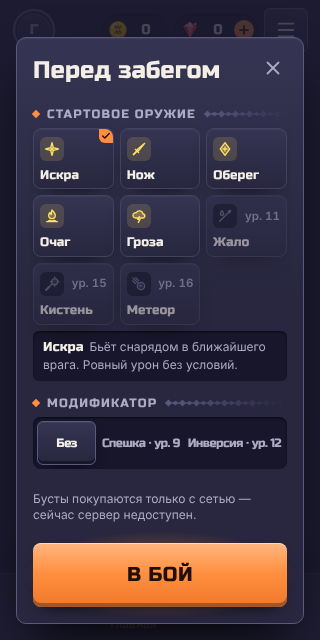 Г 0 0
Перед забегом
СТАРТОВОЕ ОРУЖИЕ
Искра Нож Оберег
Очаг Гроза ур. 11 Жало
ур. 15 Кистень ур. 16 Метеор
Искра Бьёт снарядом в ближайшего
врага. Ровный урон без условий.
МОДИФИКАТОР
Без Спешка · ур. 9 Инверсия · ур. 12
Бусты покупаются только с сетью —
сейчас сервер недоступен.
В БОЙ